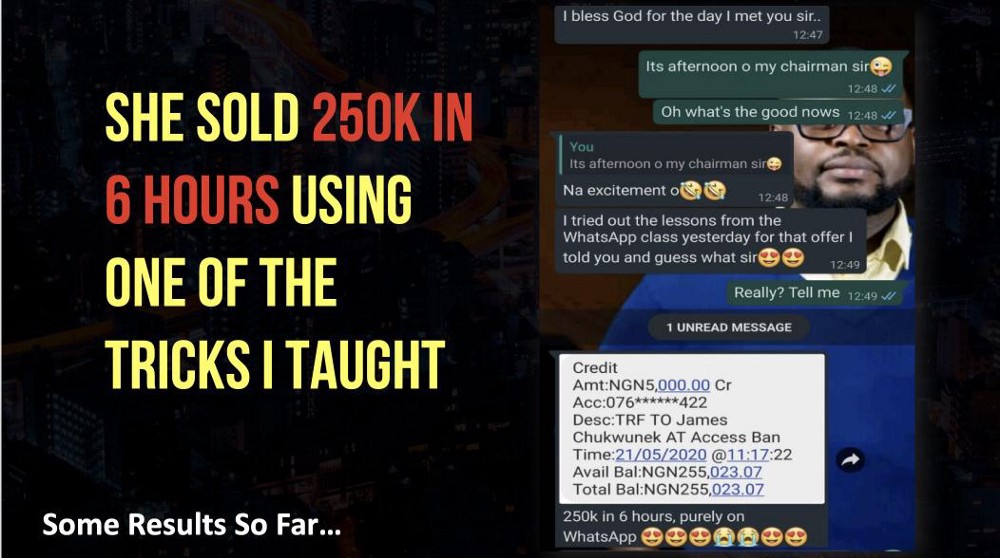 SHE SOLD 250K IN
6 HOURS USING
ONE OF THE
TRICKS I TAUGHT
Some Results So Far...
I bless God for the day I met you sir..
12:47
Its afternoon o my chairman sir😜
12:48
Oh what's the good nows 12:48
You
Its afternoon o my chairman sir😜
Na excitement o🤣🤣
12:48
I tried out the lessons from the
WhatsApp class yesterday for that offer I
told you and guess what sir😍😍
12:49
Really? Tell me 12:49
1 UNREAD MESSAGE
Credit
Amt:NGN5,000.00 Cr
Acc:076******422
Desc:TRF TO James
Chukwunek AT Access Ban
Time:21/05/2020 @11:17:22
Avail Bal:NGN255,023.07
Total Bal:NGN255,023.07
250k in 6 hours, purely on
WhatsApp 😍😍😍😭😭😍😍